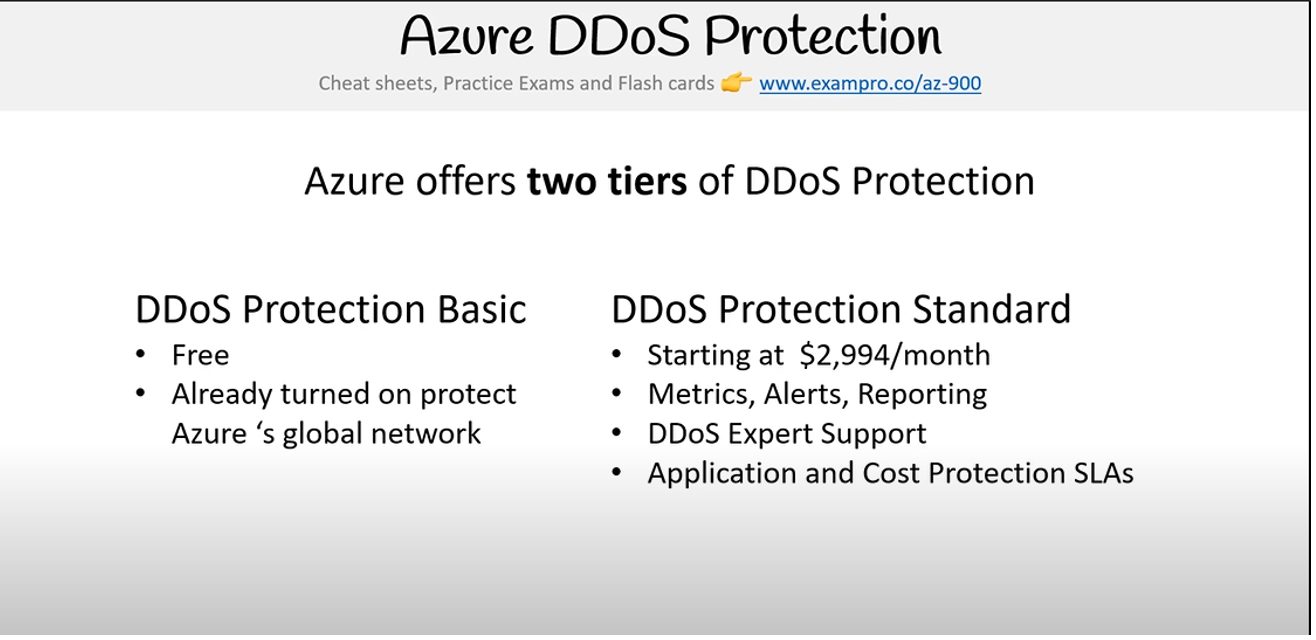 Azure DDoS Protection
Cheat sheets, Practice Exams and Flash cards 👉 www.exampro.co/az-900
Azure offers two tiers of DDoS Protection
DDoS Protection Basic
• Free
• Already turned on protect
Azure ‘s global network
DDoS Protection Standard
• Starting at $2,994/month
• Metrics, Alerts, Reporting
• DDoS Expert Support
• Application and Cost Protection SLAs